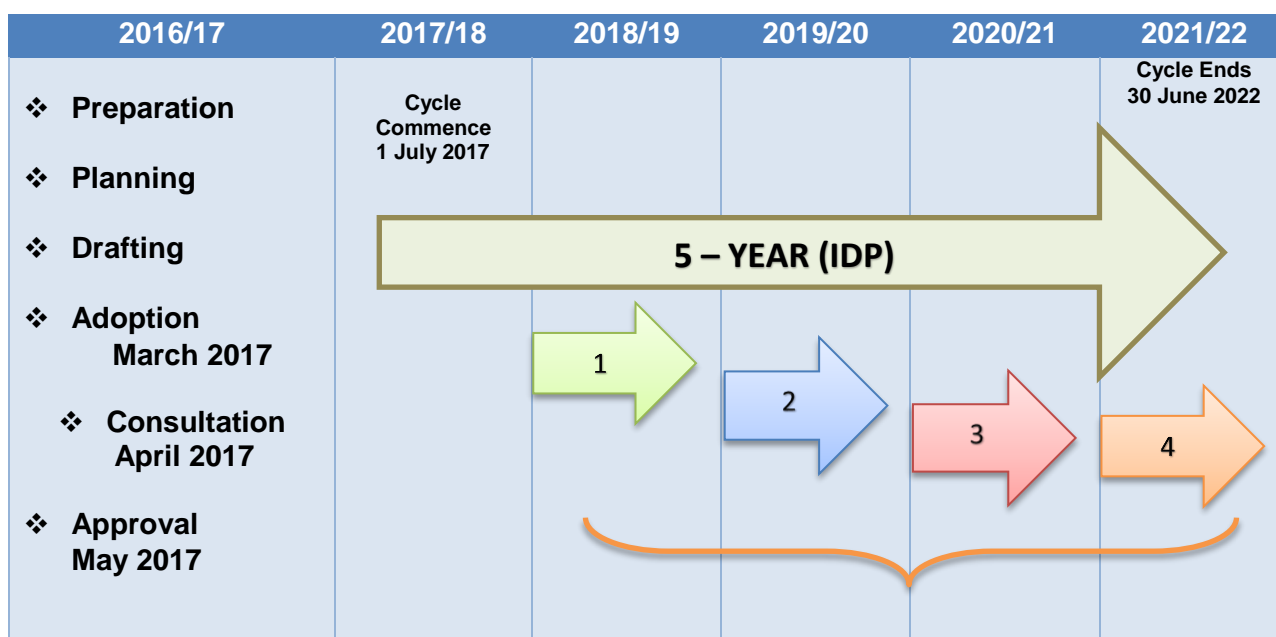 2016/17 2017/18 2018/19 2019/20 2020/21 2021/22
❖ Preparation
❖ Planning
❖ Drafting
❖ Adoption
March 2017
❖ Consultation
April 2017
❖ Approval
May 2017
Cycle
Commence
1 July 2017
Cycle Ends
30 June 2022
5 – YEAR (IDP)
1
2
3
4